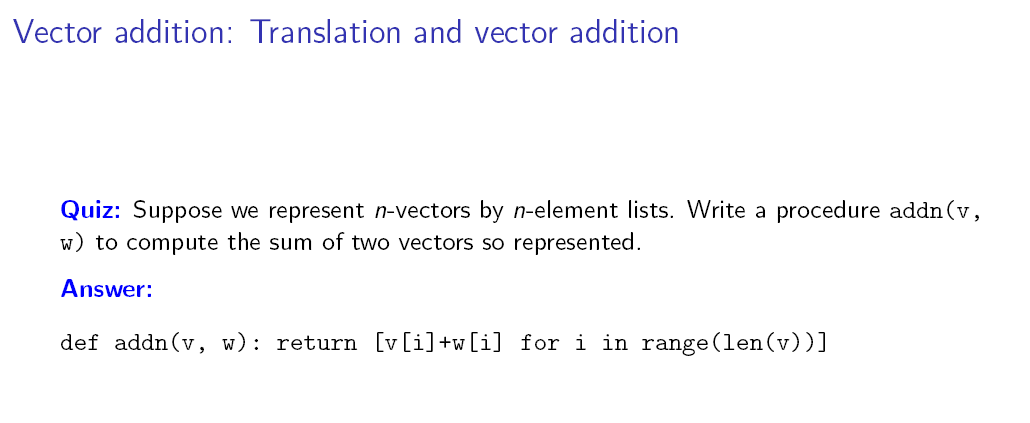 Vector addition: Translation and vector addition
Quiz: Suppose we represent n-vectors by n-element lists. Write a procedure addn(v,
w) to compute the sum of two vectors so represented.
Answer:
def addn(v, w): return [v[i]+w[i] for i in range(len(v))]